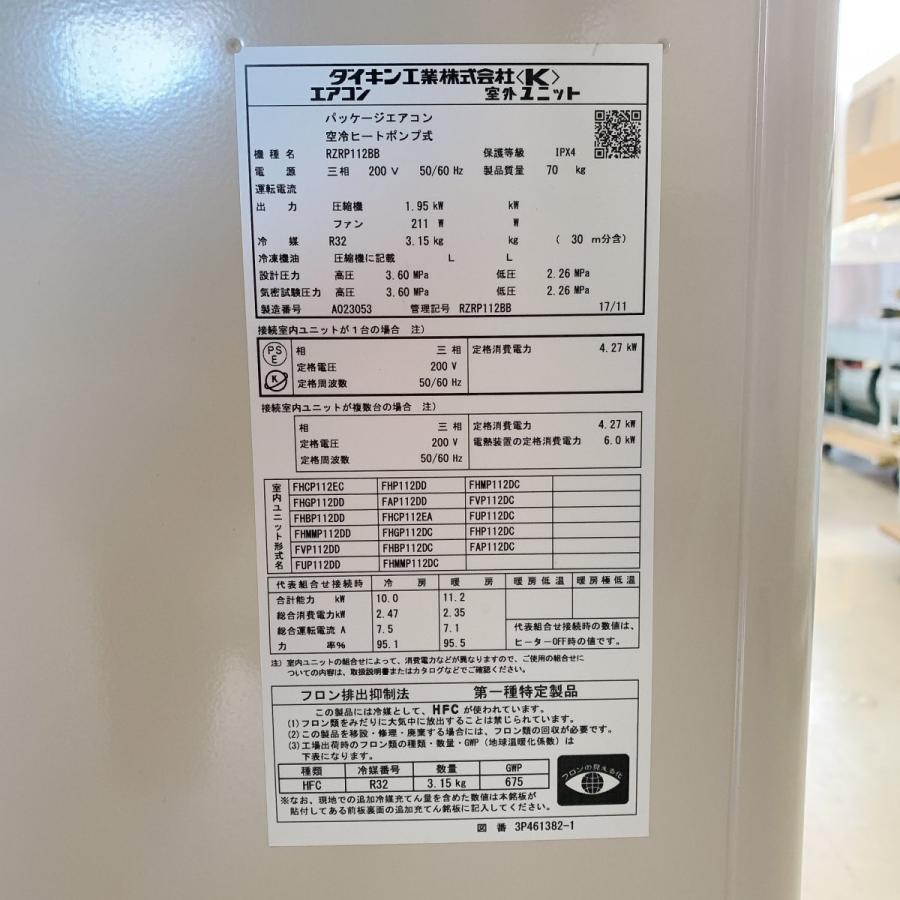 ダイキン工業株式会社〈K〉
エアコン 室外ユニット
パッケージエアコン
空冷ヒートポンプ式
機種名 RZRP112BB 保護等級 IPX4
電源 三相 200 V 50/60 Hz 製品質量 70 kg
運転電流
出力 圧縮機 1.95 kW kW
ファン 211 W W
冷媒 R32 3.15 kg kg ( 30 m分含)
冷凍機油 圧縮機に記載 L L
設計圧力 高圧 3.60 MPa 低圧 2.26 MPa
気密試験圧力 高圧 3.60 MPa 低圧 2.26 MPa
製造番号 A023053 管理記号 RZRP112BB 17/11
接続室内ユニットが1台の場合 注)
PS
E
K
相 三相 定格消費電力 4.27 kW
定格電圧 200 V
定格周波数 50/60 Hz
接続室内ユニットが複数台の場合 注)
相 三相 定格消費電力 4.27 kW
定格電圧 200 V 電熱装置の定格消費電力 6.0 kW
定格周波数 50/60 Hz
室内ユニット形式名
FHCP112EC FHP112DD FHMP112DC
FHGP112DD FAP112DD FVP112DC
FHBP112DD FHCP112EA FUP112DC
FHMMP112DD FHGP112DC FHP112DC
FVP112DD FHBP112DC FAP112DC
FUP112DD FHMMP112DC
代表組合せ接続時 冷房 暖房 暖房低温 暖房極低温
合計能力 kW 10.0 11.2
総合消費電力kW 2.47 2.35
総合運転電流 A 7.5 7.1
力率% 95.1 95.5
代表組合せ接続時の数値は、
ヒーターOFF時の値です。
注) 室内ユニットの組合せによって、消費電力などが異なりますので、ご使用の組合せに
ついての内容は、取扱説明書またはカタログなどでご確認ください。
フロン排出抑制法 第一種特定製品
この製品には冷媒として、HFC が使われています。
(1)フロン類をみだりに大気中に放出することは禁じられています。
(2)この製品を移設・修理・廃棄する場合には、フロン類の回収が必要です。
(3)工場出荷時のフロン類の種類・数量・GWP (地球温暖化係数) は
下表になります。
種類 冷媒番号 数量 GWP
HFC R32 3.15 kg 675
フロンの見える化
※なお、現地での追加冷媒充てん量を含めた数値は本銘板が
貼付してある前板裏面の追加充てん銘板に記入してください。
図番 3P461382-1